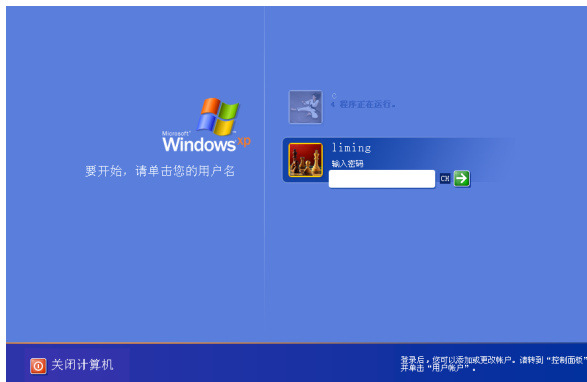 Microsoft
Windows xp
要开始，请单击您的用户名
c
4 程序正在运行。
liming
输入密码
CH
关闭计算机
登录后，您可以添加或更改帐户。请转到“控制面板”
并单击“用户帐户”。